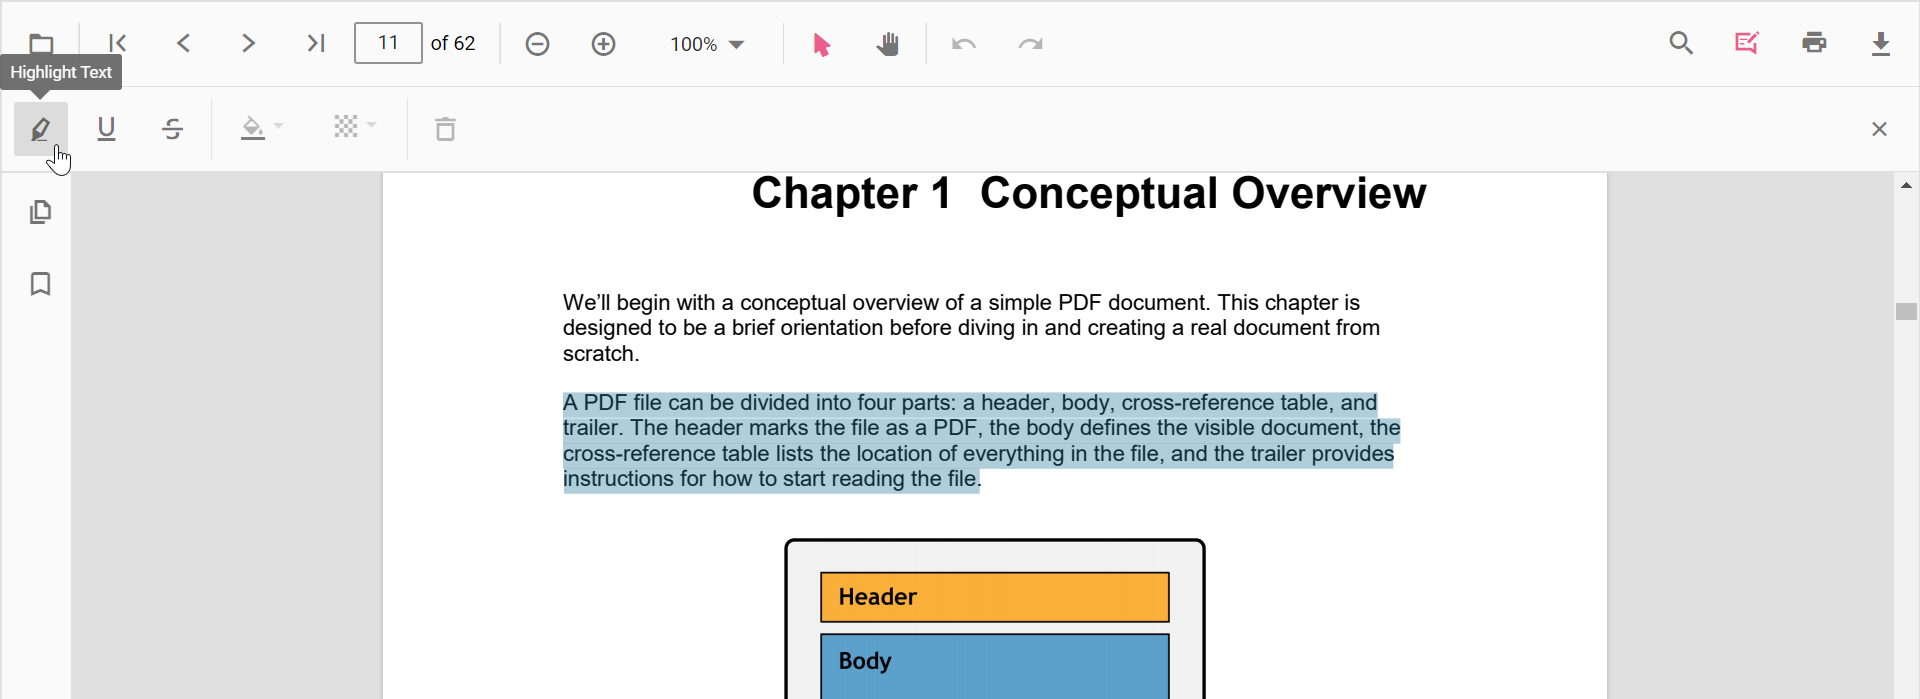 11 of 62 100%
Highlight Text
Chapter 1 Conceptual Overview
We’ll begin with a conceptual overview of a simple PDF document. This chapter is
designed to be a brief orientation before diving in and creating a real document from
scratch.
A PDF file can be divided into four parts: a header, body, cross-reference table, and
trailer. The header marks the file as a PDF, the body defines the visible document, the
cross-reference table lists the location of everything in the file, and the trailer provides
instructions for how to start reading the file.
Header
Body